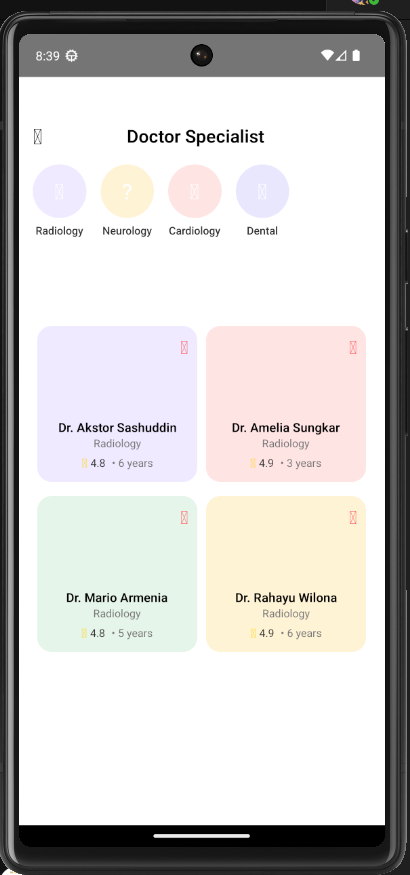 8:39
Doctor Specialist
?
Radiology Neurology Cardiology Dental
Dr. Akstor Sashuddin
Radiology
4.8 • 6 years
Dr. Amelia Sungkar
Radiology
4.9 • 3 years
Dr. Mario Armenia
Radiology
4.8 • 5 years
Dr. Rahayu Wilona
Radiology
4.9 • 6 years